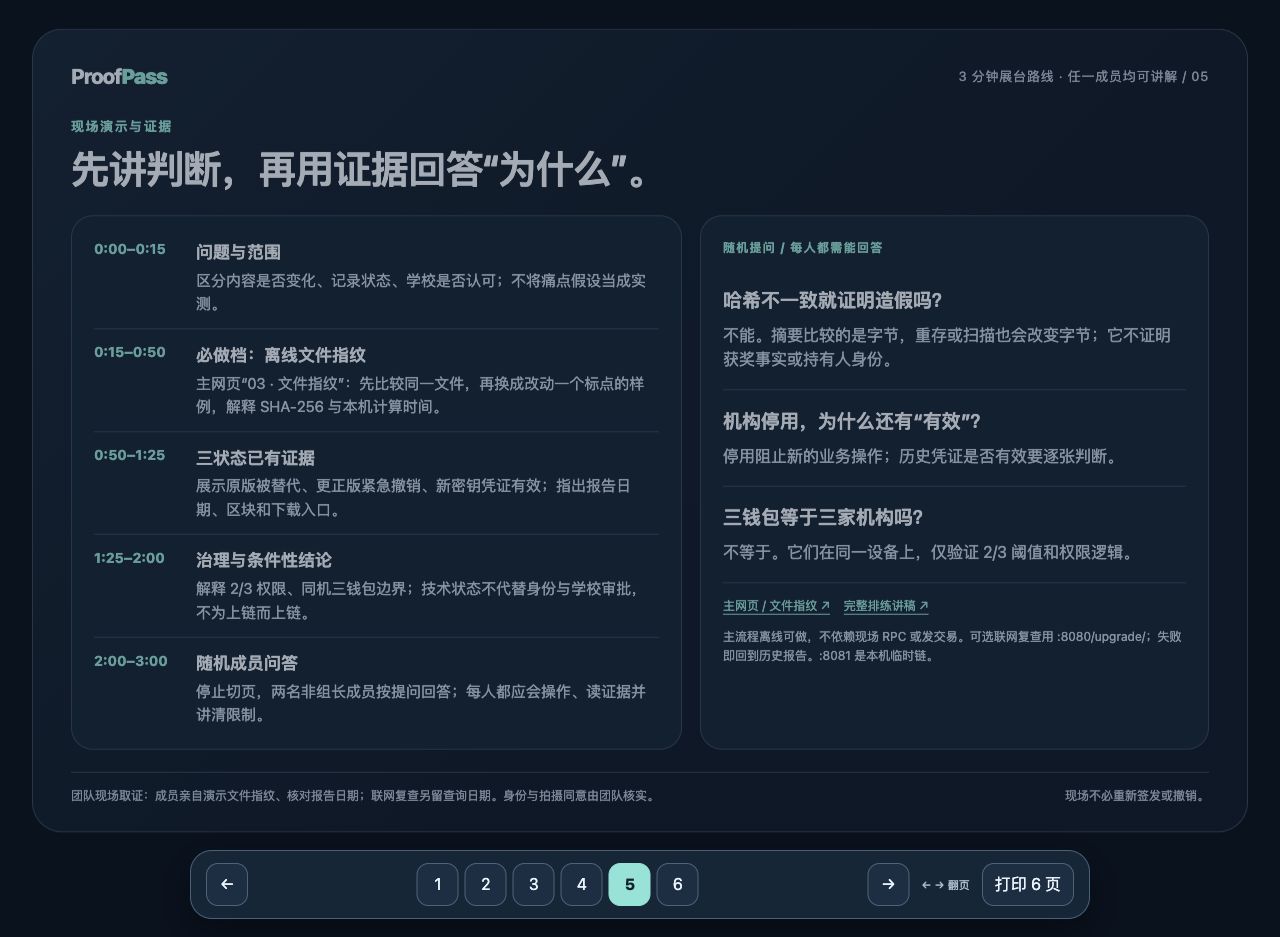 ProofPass
3 分钟展台路线 · 任一成员均可讲解 / 05
现场演示与证据
先讲判断，再用证据回答“为什么”。
0:00–0:15
问题与范围
区分内容是否变化、记录状态、学校是否认可；不将痛点假设当成实
测。
0:15–0:50
必做档：离线文件指纹
主网页“03 · 文件指纹”：先比较同一文件，再换成改动一个标点的样
例，解释 SHA-256 与本机计算时间。
0:50–1:25
三状态已有证据
展示原版被替代、更正版紧急撤销、新密钥凭证有效；指出报告日
期、区块和下载入口。
1:25–2:00
治理与条件性结论
解释 2/3 权限、同机三钱包边界；技术状态不代替身份与学校审批，
不为上链而上链。
2:00–3:00
随机成员问答
停止切页，两名非组长成员按提问回答；每人都应会操作、读证据并
讲清限制。
随机提问 / 每人都需能回答
哈希不一致就证明造假吗？
不能。摘要比较的是字节，重存或扫描也会改变字节；它不证明
获奖事实或持有人身份。
机构停用，为什么还有“有效”？
停用阻止新的业务操作；历史凭证是否有效要逐张判断。
三钱包等于三家机构吗？
不等于。它们在同一设备上，仅验证 2/3 阈值和权限逻辑。
主网页 / 文件指纹 ↗ 完整排练讲稿 ↗
主流程离线可做，不依赖现场 RPC 或发交易。可选联网复查用 :8080/upgrade/；失败
即回到历史报告。:8081 是本机临时链。
团队现场取证：成员亲自演示文件指纹、核对报告日期；联网复查另留查询日期。身份与拍摄同意由团队核实。
现场不必重新签发或撤销。
← 1 2 3 4 5 6 → ← → 翻页 打印 6 页